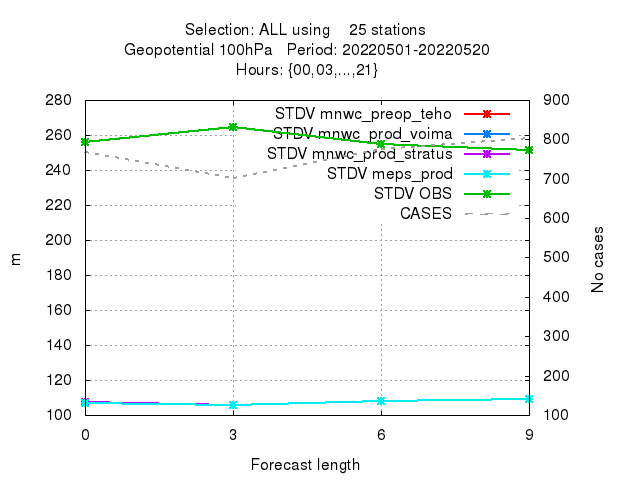 Selection: ALL using 25 stations
Geopotential 100hPa Period: 20220501-20220520
Hours: {00,03,...,21}
280 900
STDV mnwc_preop_teho
260 800
STDV mnwc_prod_voima
STDV mnwc_prod_stratus
240 700
STDV meps_prod
220 600
STDV OBS
CASES
200 500
180 400
160 300
140 200
120 100
100
m
No cases
0 3 6 9
Forecast length